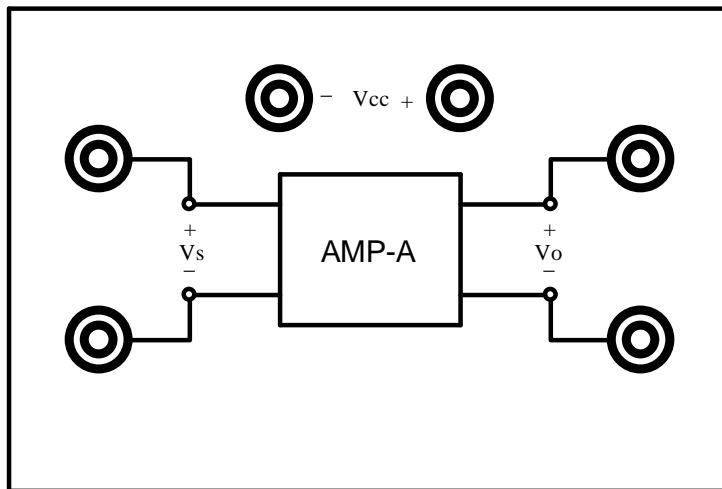 − Vcc +
+ +
Vs AMP-A Vo
− −